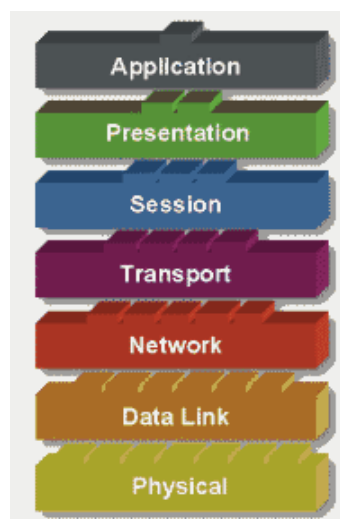 Application
Presentation
Session
Transport
Network
Data Link
Physical